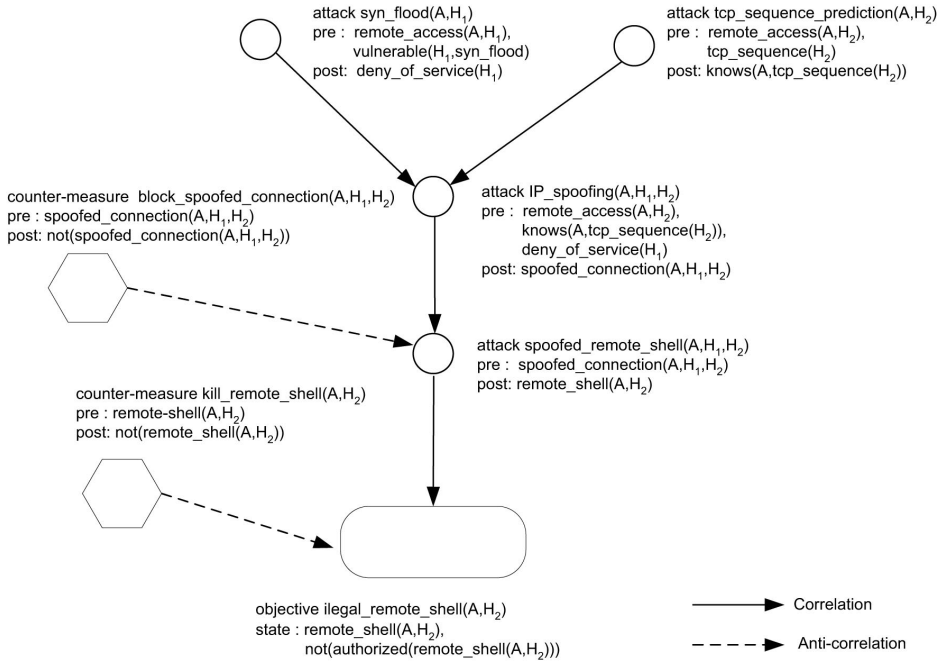 attack syn_flood(A,H₁)
pre : remote_access(A,H₁),
vulnerable(H₁,syn_flood)
post: deny_of_service(H₁)
attack tcp_sequence_prediction(A,H₂)
pre : remote_access(A,H₂),
tcp_sequence(H₂)
post: knows(A,tcp_sequence(H₂))
counter-measure block_spoofed_connection(A,H₁,H₂)
pre : spoofed_connection(A,H₁,H₂)
post: not(spoofed_connection(A,H₁,H₂))
attack IP_spoofing(A,H₁,H₂)
pre : remote_access(A,H₂),
knows(A,tcp_sequence(H₂)),
deny_of_service(H₁)
post: spoofed_connection(A,H₁,H₂)
attack spoofed_remote_shell(A,H₁,H₂)
pre : spoofed_connection(A,H₁,H₂)
post: remote_shell(A,H₂)
counter-measure kill_remote_shell(A,H₂)
pre : remote-shell(A,H₂)
post: not(remote_shell(A,H₂))
objective ilegal_remote_shell(A,H₂)
state : remote_shell(A,H₂),
not(authorized(remote_shell(A,H₂)))
Correlation
Anti-correlation